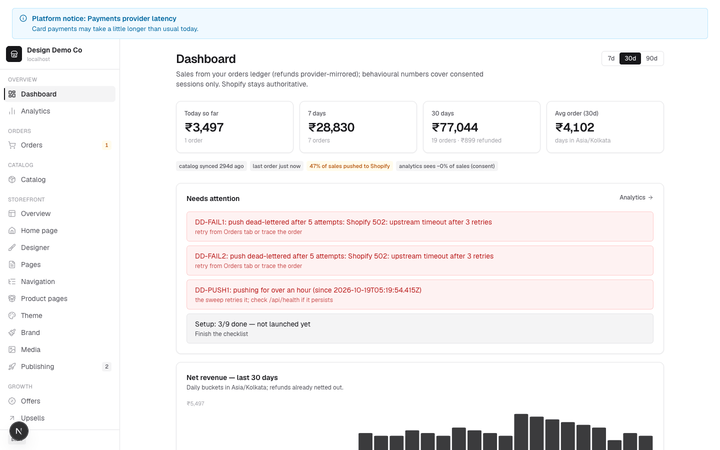 Platform notice: Payments provider latency
Card payments may take a little longer than usual today.
Design Demo Co
localhost
OVERVIEW
Dashboard
Analytics
ORDERS
Orders 1
CATALOG
Catalog
STOREFRONT
Overview
Home page
Designer
Pages
Navigation
Product pages
Theme
Brand
Media
Publishing 2
GROWTH
Offers
Upsells
N
Dashboard
7d 30d 90d
Sales from your orders ledger (refunds provider-mirrored); behavioural numbers cover consented
sessions only. Shopify stays authoritative.
Today so far
₹3,497
1 order
7 days
₹28,830
7 orders
30 days
₹77,044
19 orders · ₹899 refunded
Avg order (30d)
₹4,102
days in Asia/Kolkata
catalog synced 294d ago
last order just now
47% of sales pushed to Shopify
analytics sees ~0% of sales (consent)
Needs attention
Analytics →
DD-FAIL1: push dead-lettered after 5 attempts: Shopify 502: upstream timeout after 3 retries
retry from Orders tab or trace the order
DD-FAIL2: push dead-lettered after 5 attempts: Shopify 502: upstream timeout after 3 retries
retry from Orders tab or trace the order
DD-PUSH1: pushing for over an hour (since 2026-10-19T05:19:54.415Z)
the sweep retries it; check /api/health if it persists
Setup: 3/9 done — not launched yet
Finish the checklist
Net revenue — last 30 days
Daily buckets in Asia/Kolkata; refunds already netted out.
₹5,497